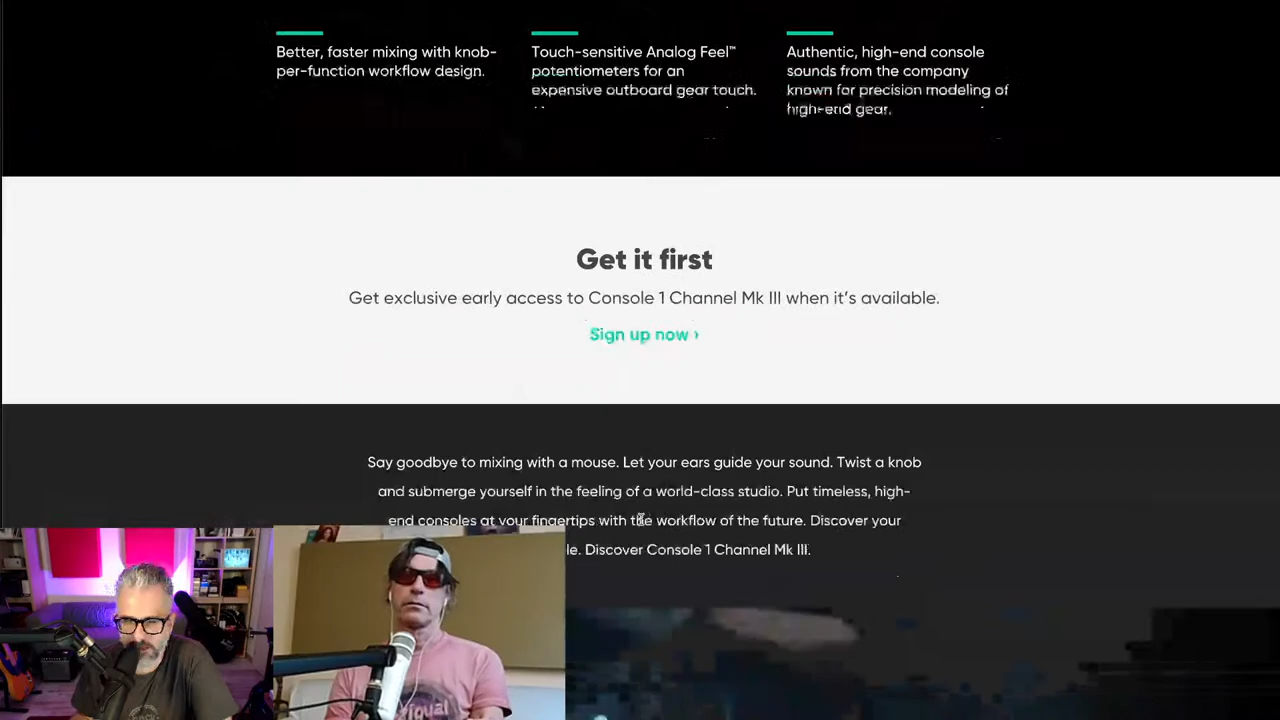 Better, faster mixing with knob-
per-function workflow design.
Touch-sensitive Analog Feel™
potentiometers for an
expensive outboard gear touch.
Authentic, high-end console
sounds from the company
known for precision modeling of
high-end gear.
Get it first
Get exclusive early access to Console 1 Channel Mk III when it's available.
Sign up now ›
Say goodbye to mixing with a mouse. Let your ears guide your sound. Twist a knob
and submerge yourself in the feeling of a world-class studio. Put timeless, high-
end consoles at your fingertips with the workflow of the future. Discover your
le. Discover Console 1 Channel Mk III.